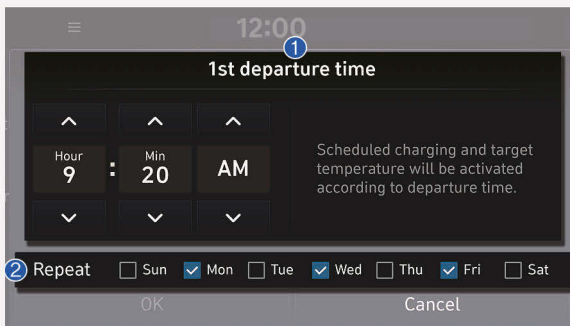 12:00
1
1st departure time
Hour Min
9 : 20 AM
Scheduled charging and target
temperature will be activated
according to departure time.
2 Repeat Sun Mon Tue Wed Thu Fri Sat
OK Cancel